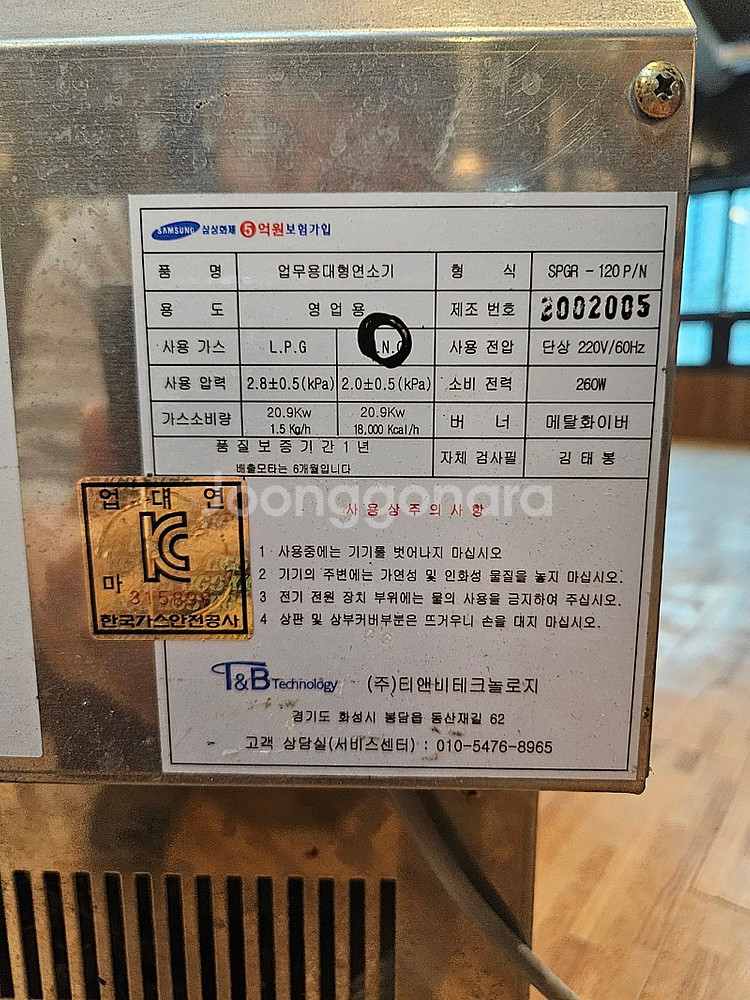 SAMSUNG 삼성화재 5억원보험가입
품 명 업무용대형연소기 형 식 SPGR - 120 P/N
용 도 영 업 용 제조 번호 2002005
사용 가스 L.P.G 사용 전압 단상 220V/60Hz
사용 압력 2.8±0.5(kPa) 2.0±0.5(kPa) 소비 전력 260W
가스소비량 20.9Kw 20.9Kw 버 너 메탈화이버
1.5 Kg/h 18,000 Kcal/h
품 질 보 증 기 간 1 년 자체 검사필 김 태 봉
배출모타는 6개월입니다
joonggonara
사 용 상 주 의 사 항
1 사용중에는 기기를 벗어나지 마십시오
2 기기의 주변에는 가연성 및 인화성 물질을 놓지 마십시오.
3 전기 전원 장치 부위에는 물의 사용을 금지하여 주십시오.
4 상판 및 상부커버부분은 뜨거우니 손을 대지 마십시오.
업 대 연
KC
마
한국가스안전공사
T&B Technology (주)티앤비테크놀로지
경기도 화성시 봉담읍 동산재길 62
고객 상담실(서비스센터) : 010-5476-8965